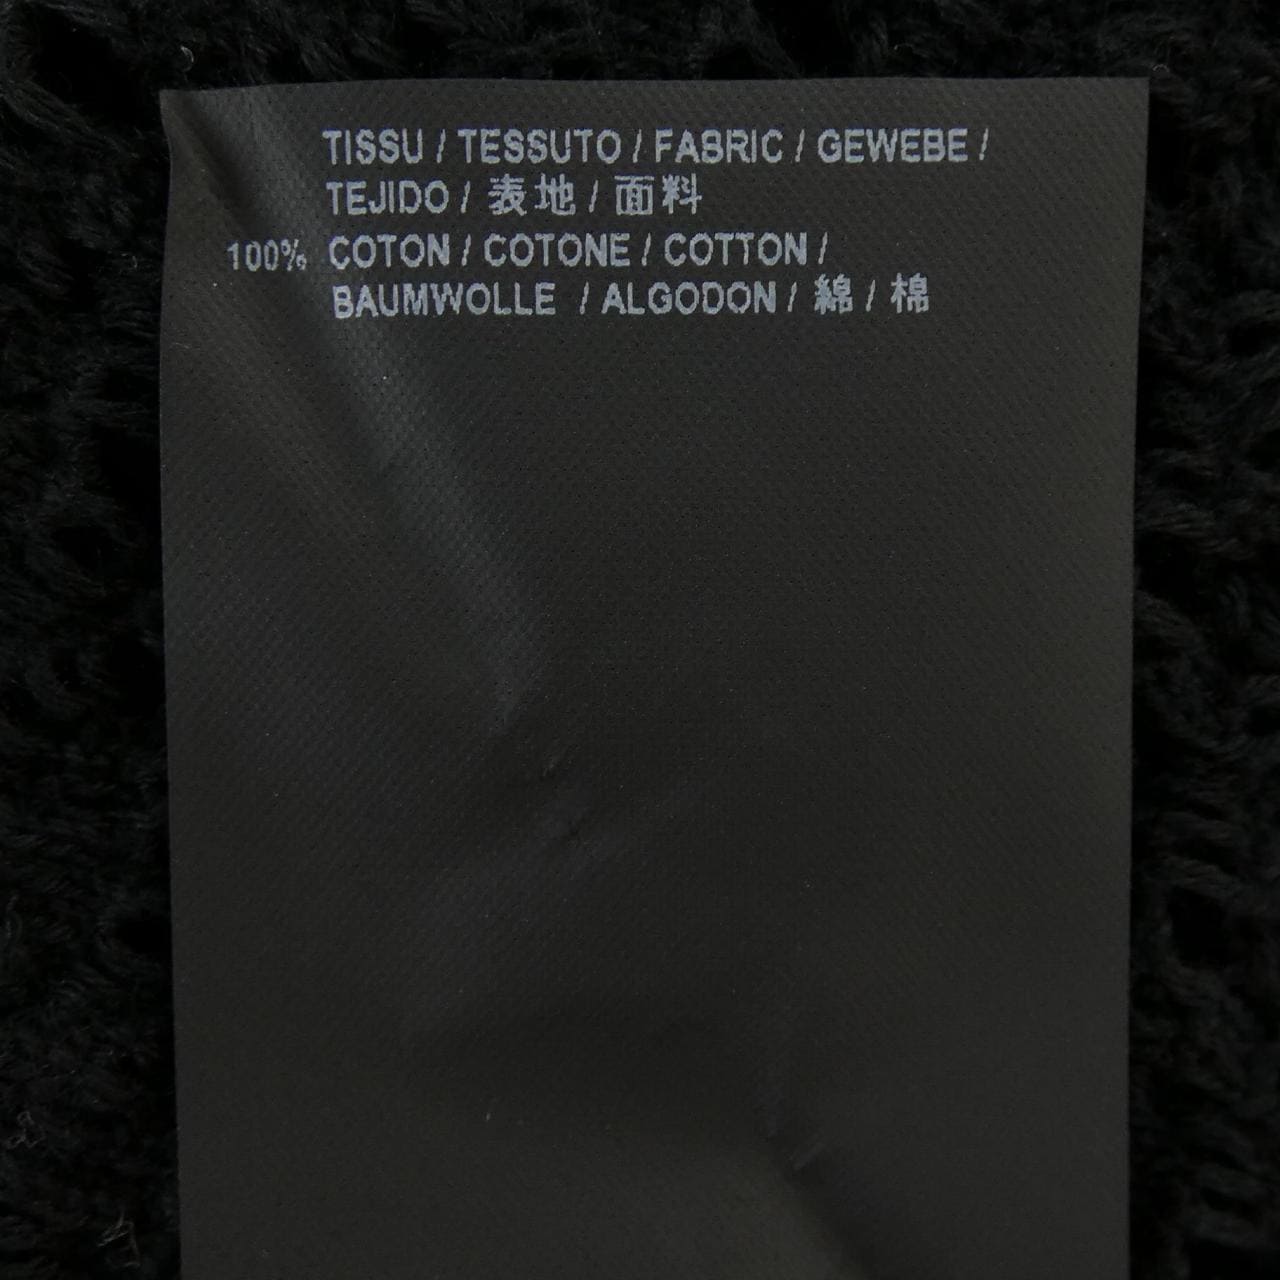 TISSU / TESSUTO / FABRIC / GEWEBE /
TEJIDO / 表地 / 面料
100% COTON / COTONE / COTTON /
BAUMWOLLE / ALGODON / 綿 / 棉